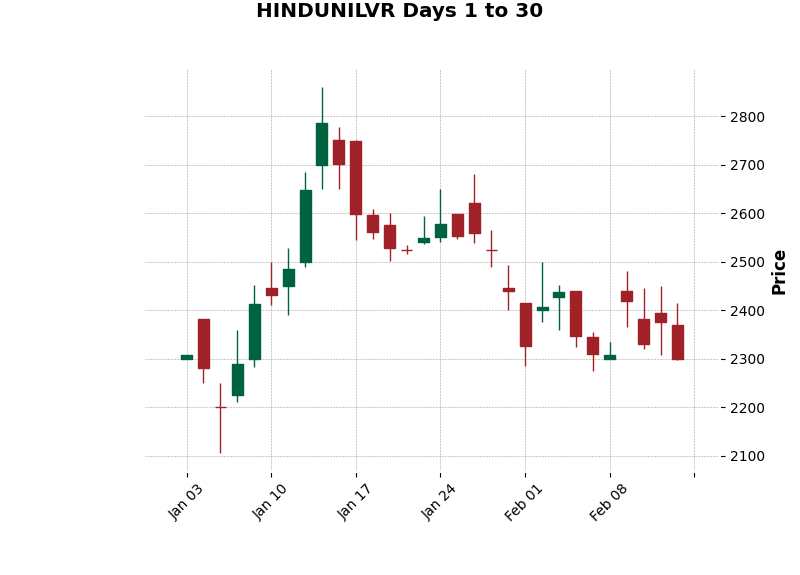 HINDUNILVR Days 1 to 30
2800
2700
2600
2500
2400
2300
2200
2100
Price
Jan 03
Jan 10
Jan 17
Jan 24
Feb 01
Feb 08